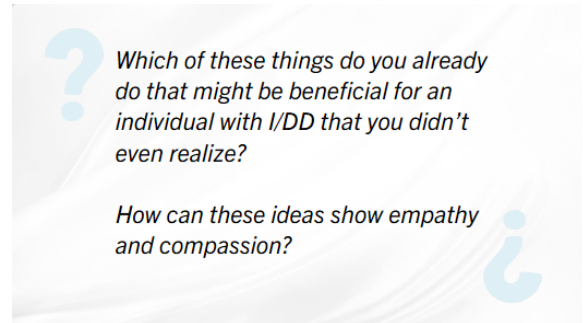 Which of these things do you already
do that might be beneficial for an
individual with I/DD that you didn't
even realize?
How can these ideas show empathy
and compassion?